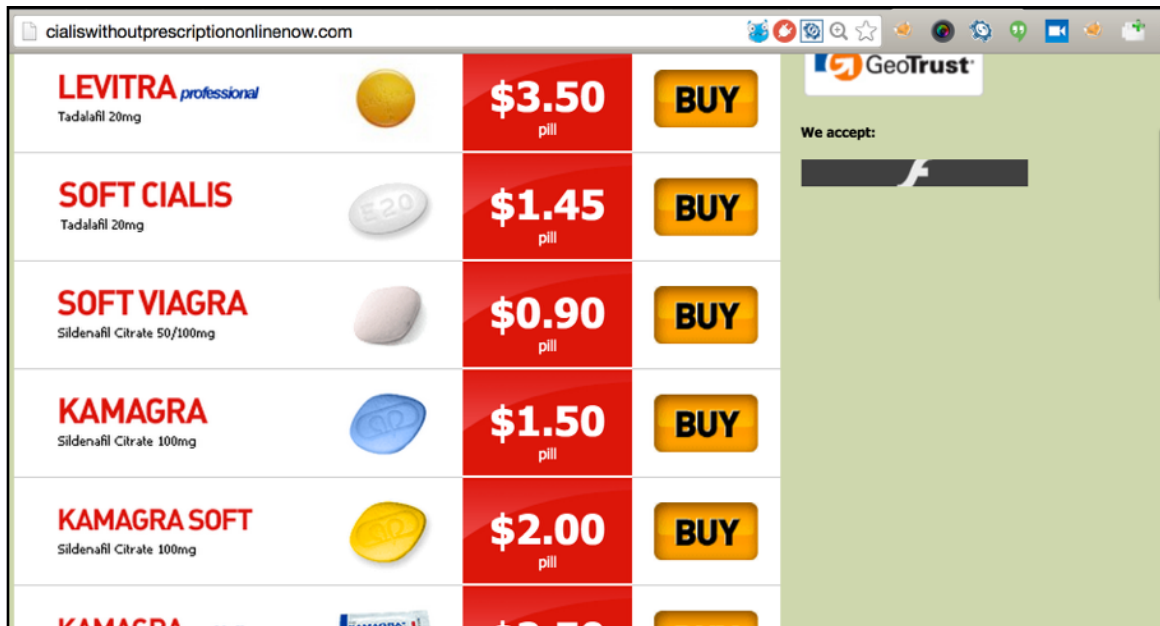 cialiswithoutprescriptiononlinenow.com
LEVITRA professional
Tadalafil 20mg
$3.50
pill
BUY
GeoTrust
We accept:
SOFT CIALIS
Tadalafil 20mg
E20
$1.45
pill
BUY
SOFT VIAGRA
Sildenafil Citrate 50/100mg
$0.90
pill
BUY
KAMAGRA
Sildenafil Citrate 100mg
$1.50
pill
BUY
KAMAGRA SOFT
Sildenafil Citrate 100mg
$2.00
pill
BUY
KAMAGRA